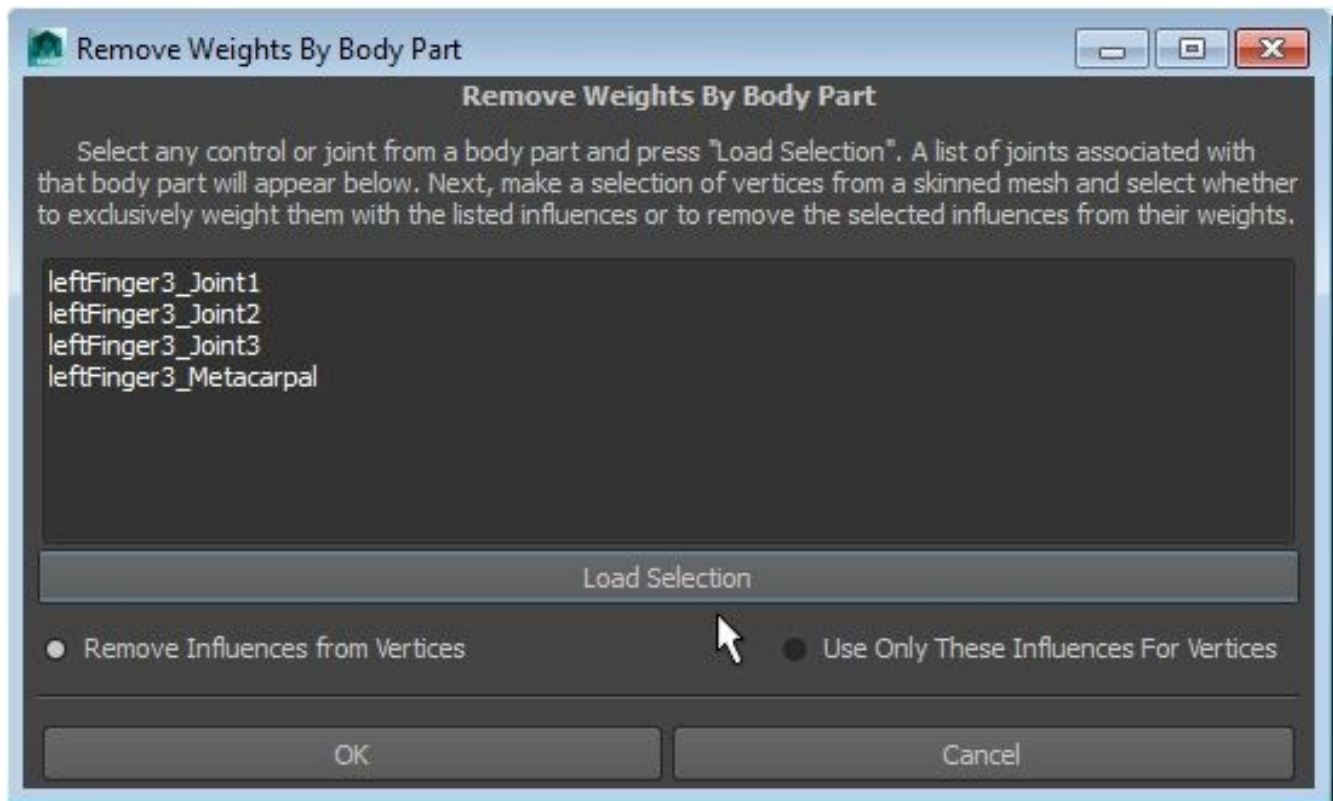 Remove Weights By Body Part
Remove Weights By Body Part
Select any control or joint from a body part and press "Load Selection". A list of joints associated with
that body part will appear below. Next, make a selection of vertices from a skinned mesh and select whether
to exclusively weight them with the listed influences or to remove the selected influences from their weights.
leftFinger3_Joint1
leftFinger3_Joint2
leftFinger3_Joint3
leftFinger3_Metacarpal
Load Selection
Remove Influences from Vertices
Use Only These Influences For Vertices
OK
Cancel